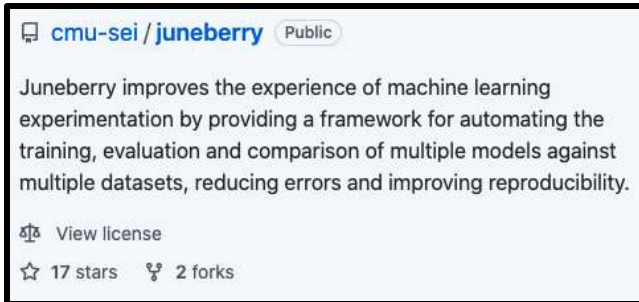 cmu-sei / juneberry Public
Juneberry improves the experience of machine learning
experimentation by providing a framework for automating the
training, evaluation and comparison of multiple models against
multiple datasets, reducing errors and improving reproducibility.
View license
17 stars 2 forks